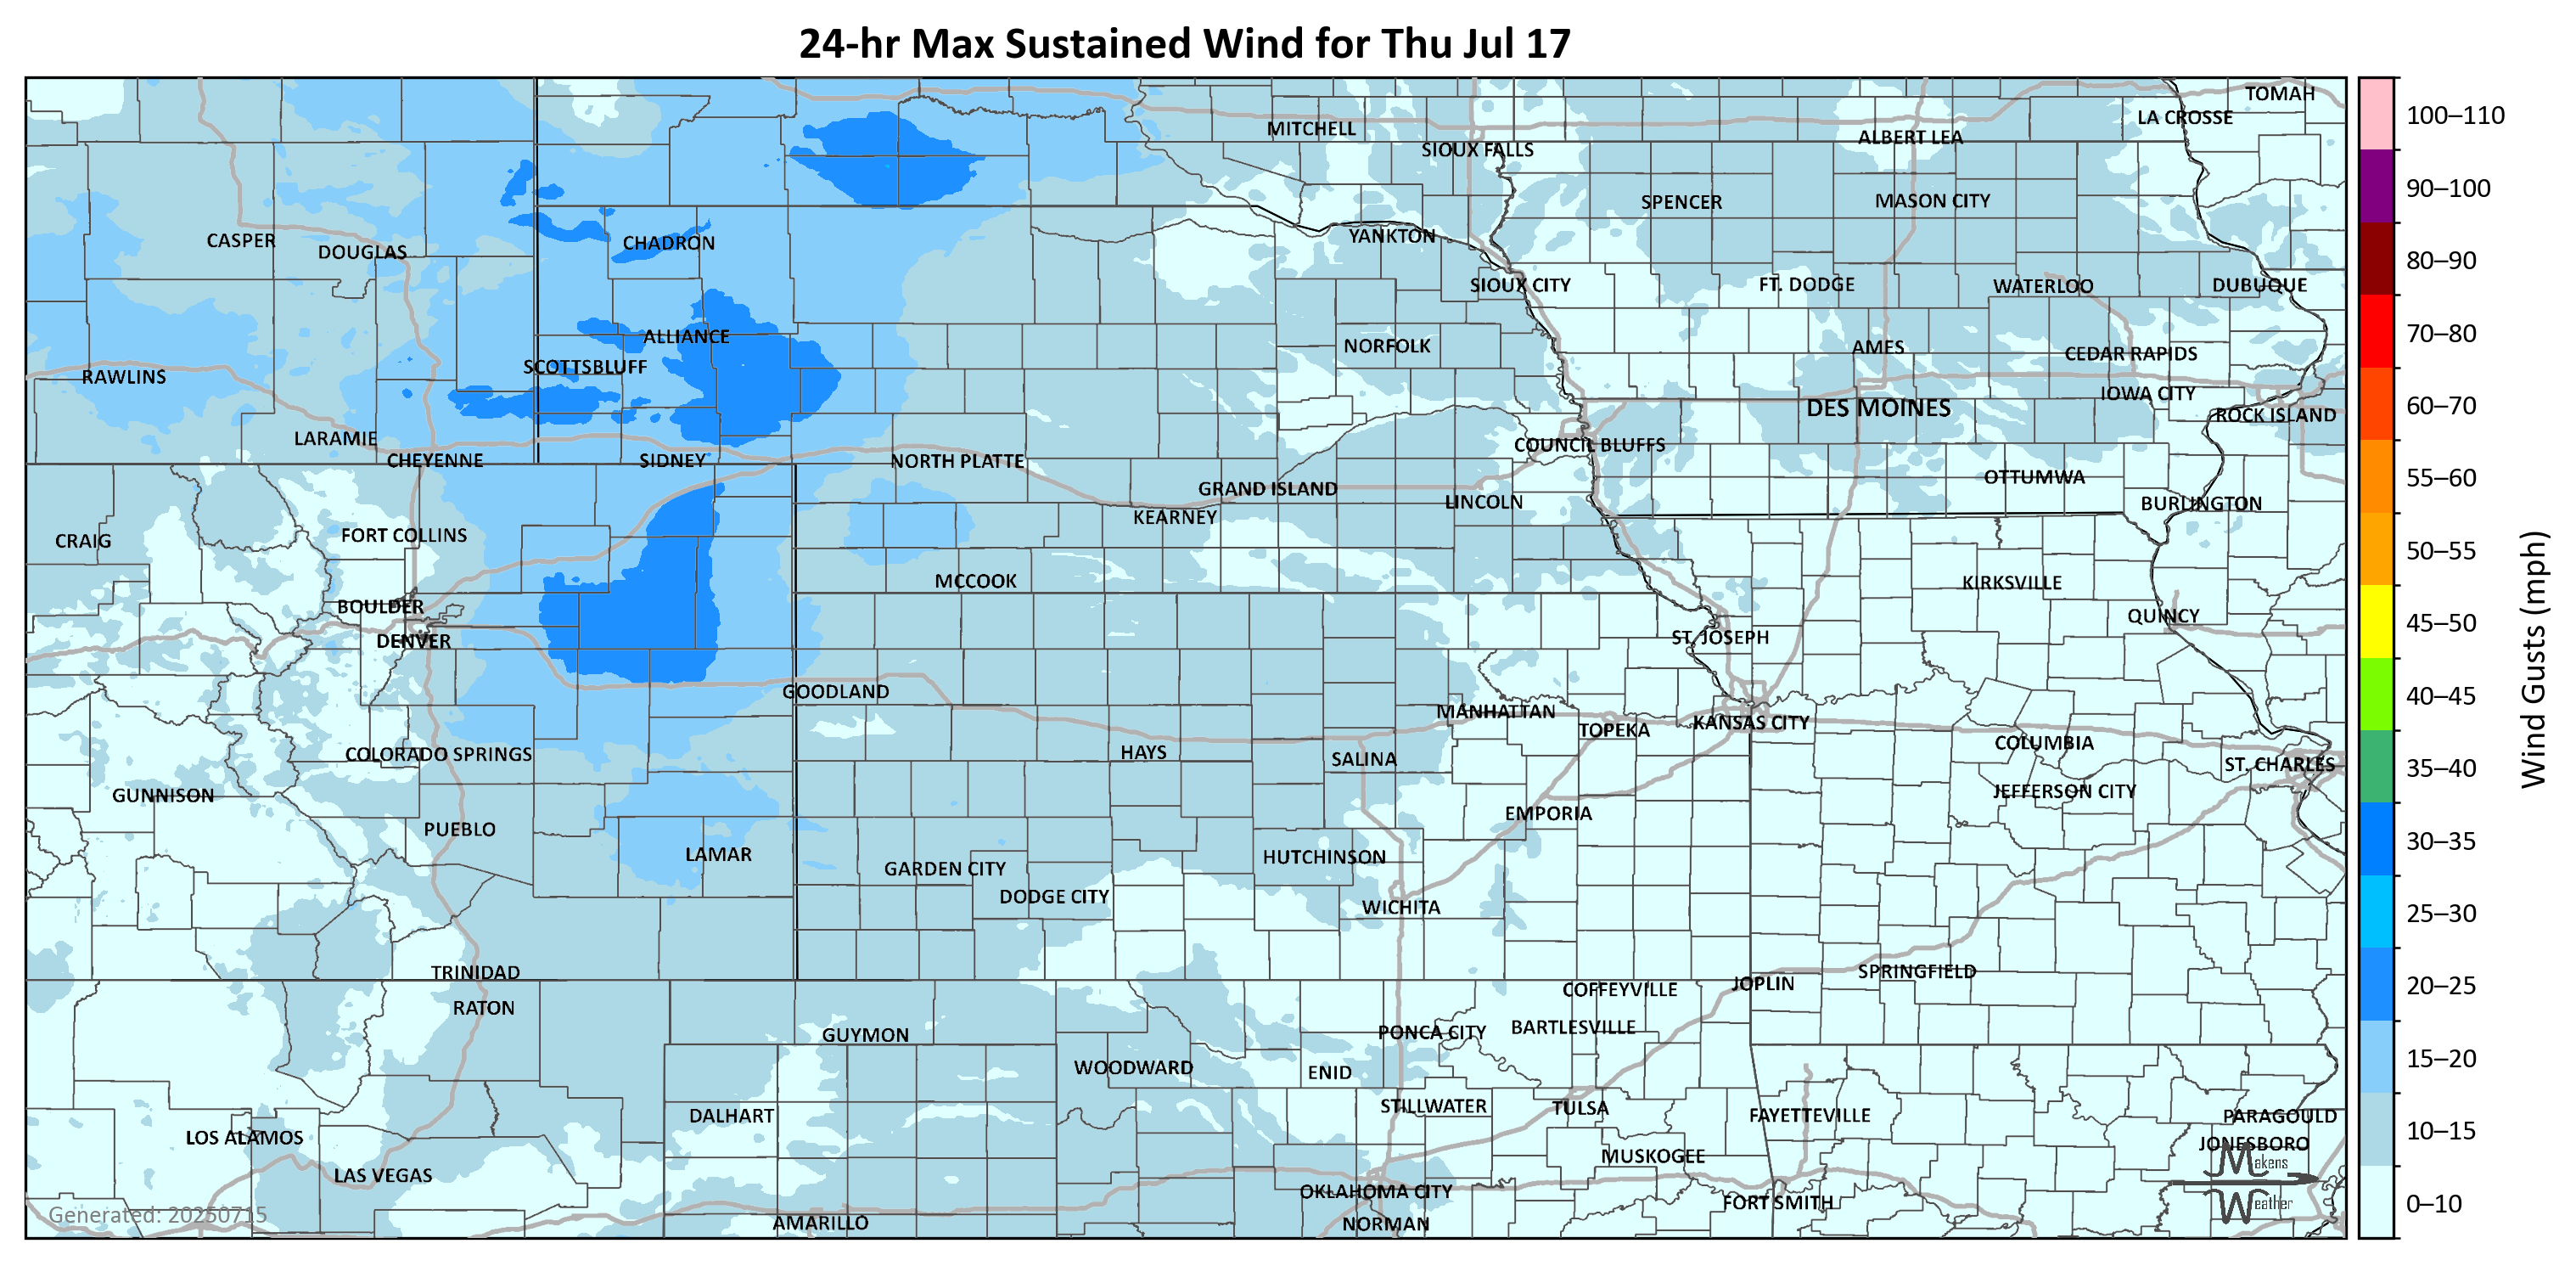 24-hr Max Sustained Wind for Thu Jul 17
TOMAH
LA CROSSE
MITCHELL
ALBERT LEA
SIOUX FALLS
SPENCER
MASON CITY
CASPER
DOUGLAS
CHADRON
YANKTON
SIOUX CITY
FT. DODGE
WATERLOO
DUBUQUE
ALLIANCE
NORFOLK
AMES
CEDAR RAPIDS
SCOTTSBLUFF
RAWLINS
IOWA CITY
DES MOINES
ROCK ISLAND
LARAMIE
COUNCIL BLUFFS
CHEYENNE
SIDNEY
NORTH PLATTE
OTTUMWA
GRAND ISLAND
LINCOLN
BURLINGTON
KEARNEY
CRAIG
FORT COLLINS
MCCOOK
KIRKSVILLE
BOULDER
QUINCY
DENVER
ST. JOSEPH
GOODLAND
MANHATTAN
TOPEKA
KANSAS CITY
COLORADO SPRINGS
HAYS
SALINA
COLUMBIA
ST. CHARLES
GUNNISON
JEFFERSON CITY
EMPORIA
PUEBLO
LAMAR
HUTCHINSON
GARDEN CITY
DODGE CITY
WICHITA
TRINIDAD
SPRINGFIELD
JOPLIN
COFFEYVILLE
RATON
GUYMON
PONCA CITY
BARTLESVILLE
WOODWARD
ENID
DALHART
STILLWATER
TULSA
FAYETTEVILLE
PARAGOULD
LOS ALAMOS
JONESBORO
MUSKOGEE
LAS VEGAS
OKLAHOMA CITY
FORT SMITH
AMARILLO
NORMAN
Generated: 20250715
Makens
Weather
100–110
90–100
80–90
70–80
60–70
55–60
50–55
45–50
40–45
35–40
30–35
25–30
20–25
15–20
10–15
0–10
Wind Gusts (mph)